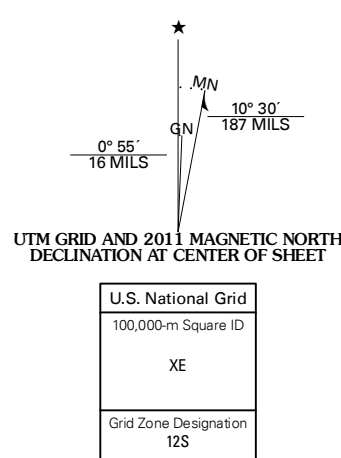 ★
MN
10° 30´
187 MILS
GN
0° 55´
16 MILS
UTM GRID AND 2011 MAGNETIC NORTH
DECLINATION AT CENTER OF SHEET
U.S. National Grid
100,000-m Square ID
XE
Grid Zone Designation
12S